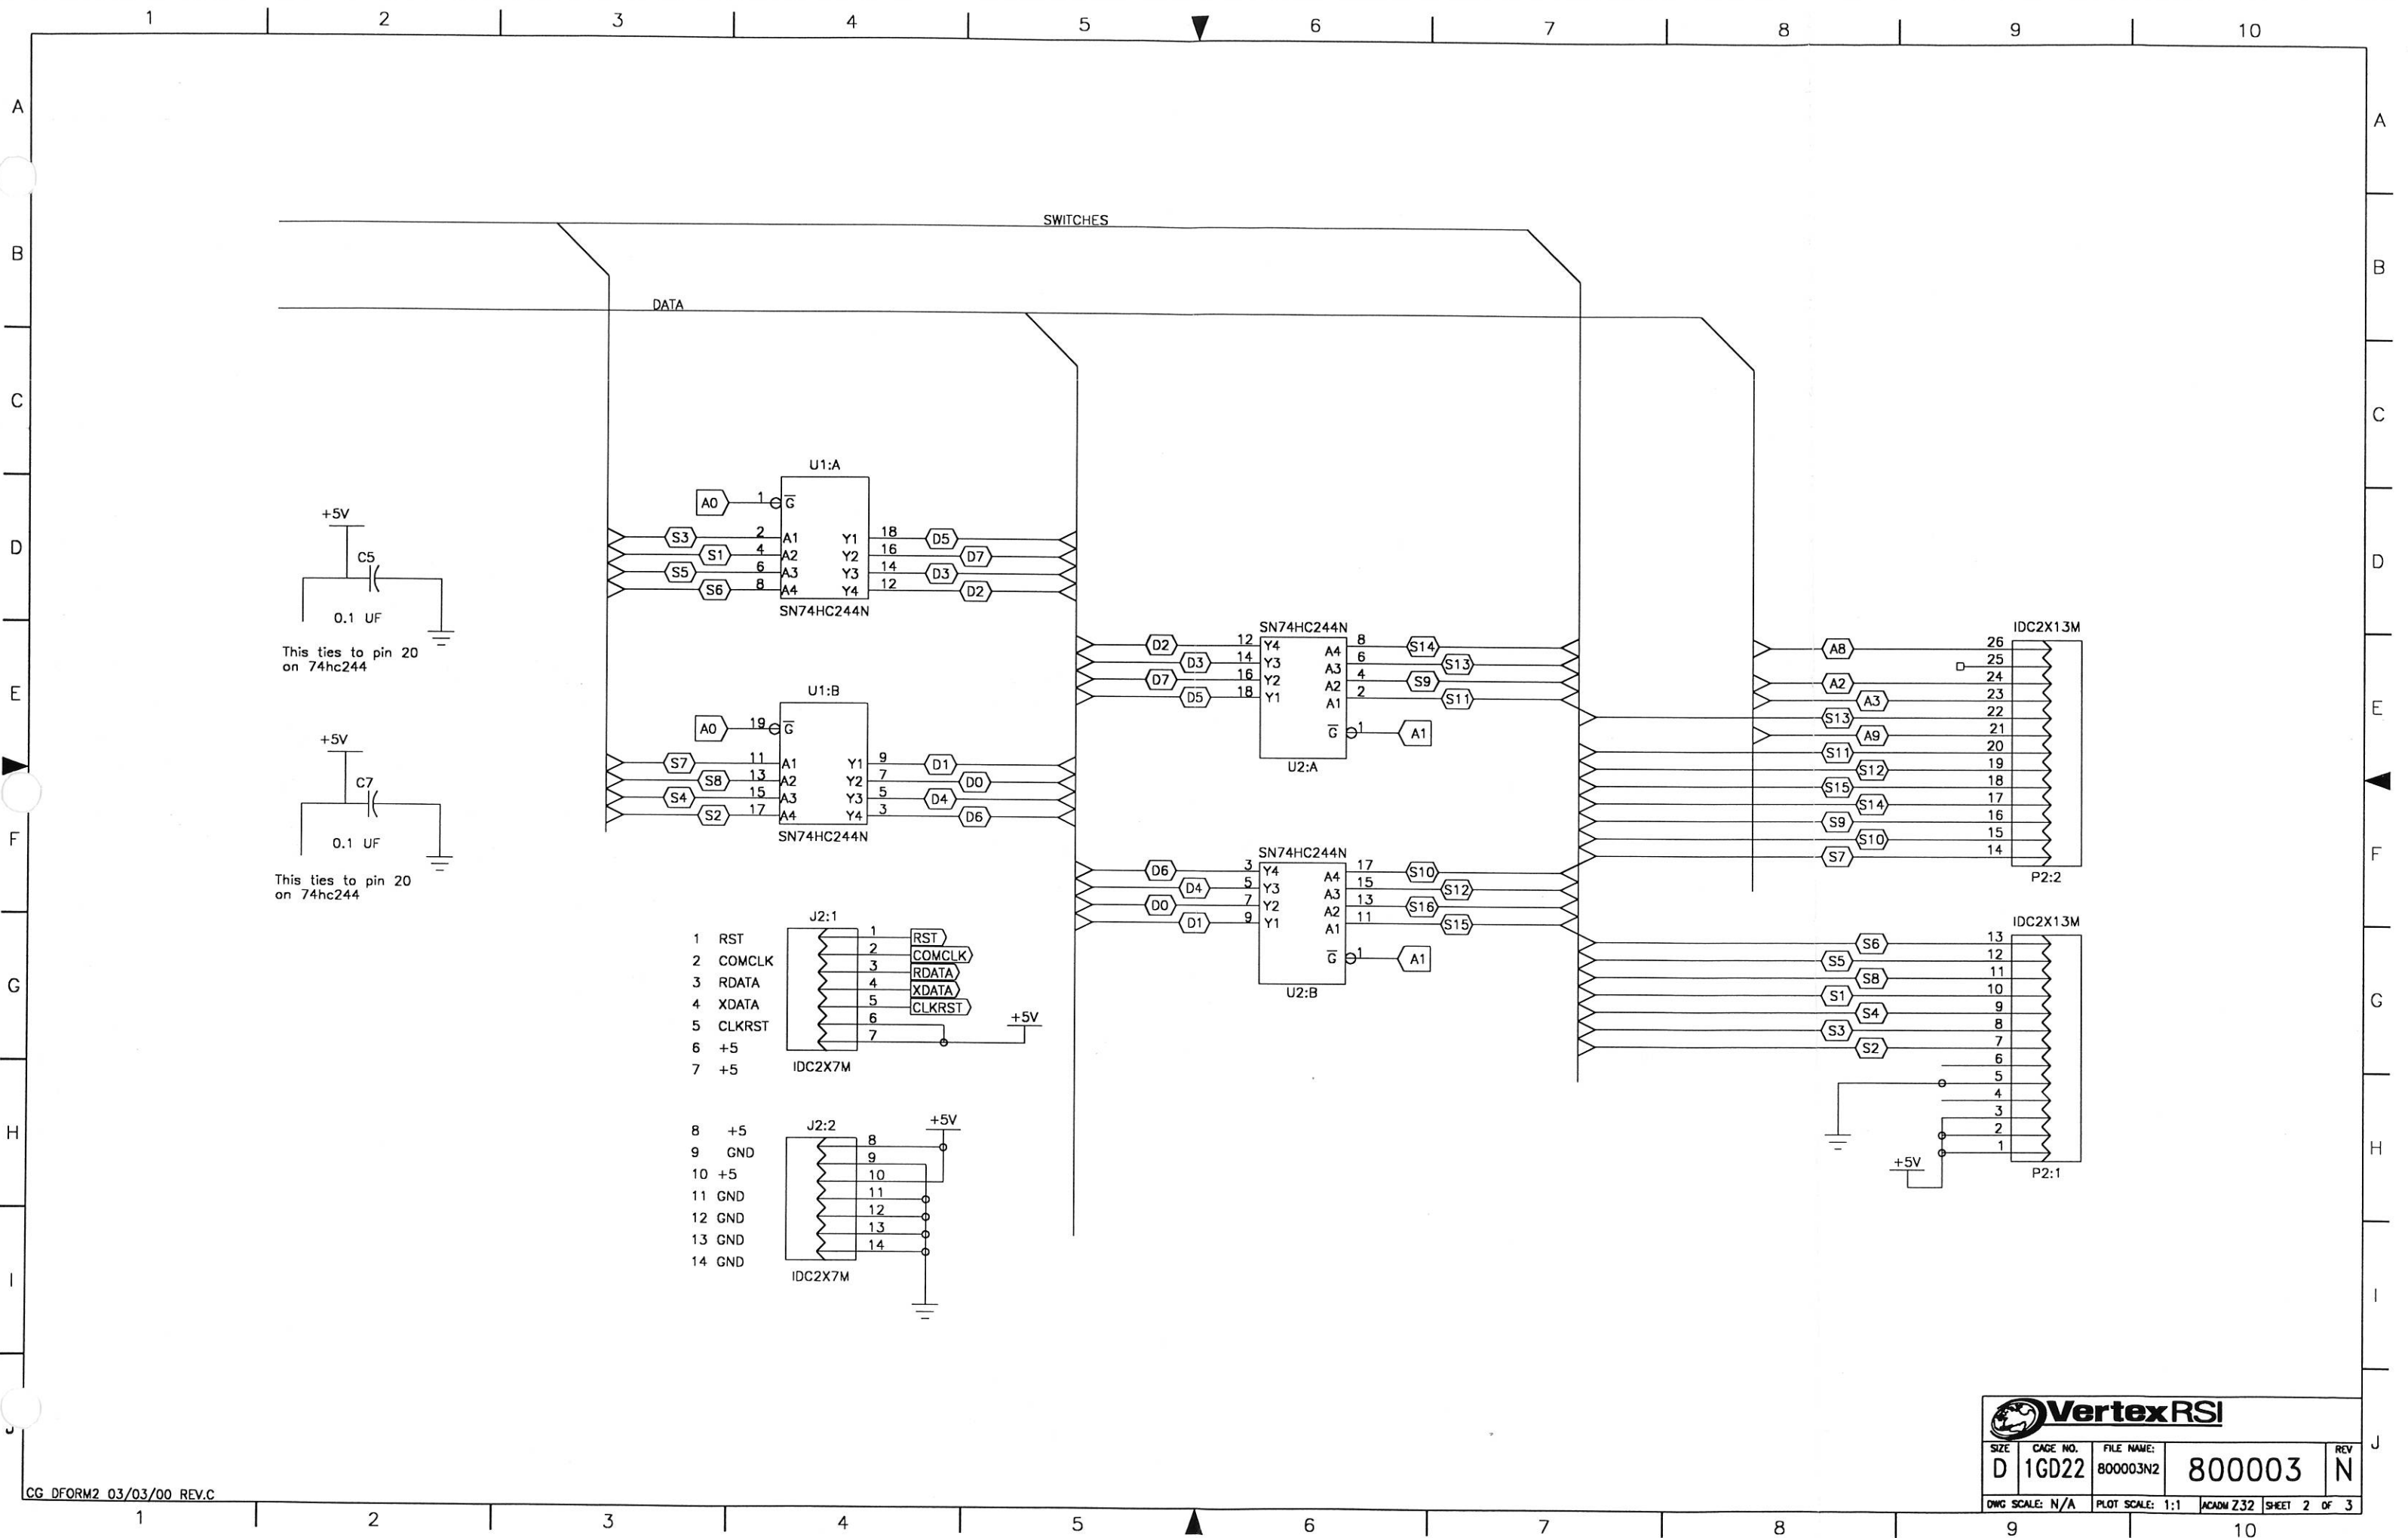 1 2 3 4 5 6 7 8 9 10
A A
B B
C C
D D
E E
F F
G G
H H
I I
J J
SWITCHES
DATA
+5V
C5
0.1 UF
This ties to pin 20
on 74hc244
+5V
C7
0.1 UF
This ties to pin 20
on 74hc244
U1:A
A0 1 G
S3 2 A1 Y1 18 D5
S1 4 A2 Y2 16 D7
S5 6 A3 Y3 14 D3
S6 8 A4 Y4 12 D2
SN74HC244N
U1:B
A0 19 G
S7 11 A1 Y1 9 D1
S8 13 A2 Y2 7 D0
S4 15 A3 Y3 5 D4
S2 17 A4 Y4 3 D6
SN74HC244N
SN74HC244N
D2 12 Y4 A4 8 S14
D3 14 Y3 A3 6 S13
D7 16 Y2 A2 4 S9
D5 18 Y1 A1 2 S11
G 1 A1
U2:A
SN74HC244N
D6 3 Y4 A4 17 S10
D4 5 Y3 A3 15 S12
D0 7 Y2 A2 13 S16
D1 9 Y1 A1 11 S15
G 1 A1
U2:B
J2:1
1 RST 1 RST
2 COMCLK 2 COMCLK
3 RDATA 3 RDATA
4 XDATA 4 XDATA
5 CLKRST 5 CLKRST
6 +5 6
7 +5 7
+5V
IDC2X7M
J2:2
+5V
8 +5 8
9 GND 9
10 +5 10
11 GND 11
12 GND 12
13 GND 13
14 GND 14
IDC2X7M
IDC2X13M
A8 26
25
A2 24
A3 23
S13 22
A9 21
S11 20
S12 19
S15 18
S14 17
S9 16
S10 15
S7 14
P2:2
IDC2X13M
S6 13
S5 12
S8 11
S1 10
S4 9
S3 8
S2 7
6
5
4
3
2
1
+5V
P2:1
VertexRSI
SIZE CAGE NO. FILE NAME: REV
D 1GD22 800003N2 800003 N
DWG SCALE: N/A PLOT SCALE: 1:1 ACADM Z32 SHEET 2 OF 3
CG DFORM2 03/03/00 REV.C
1 2 3 4 5 6 7 8 9 10